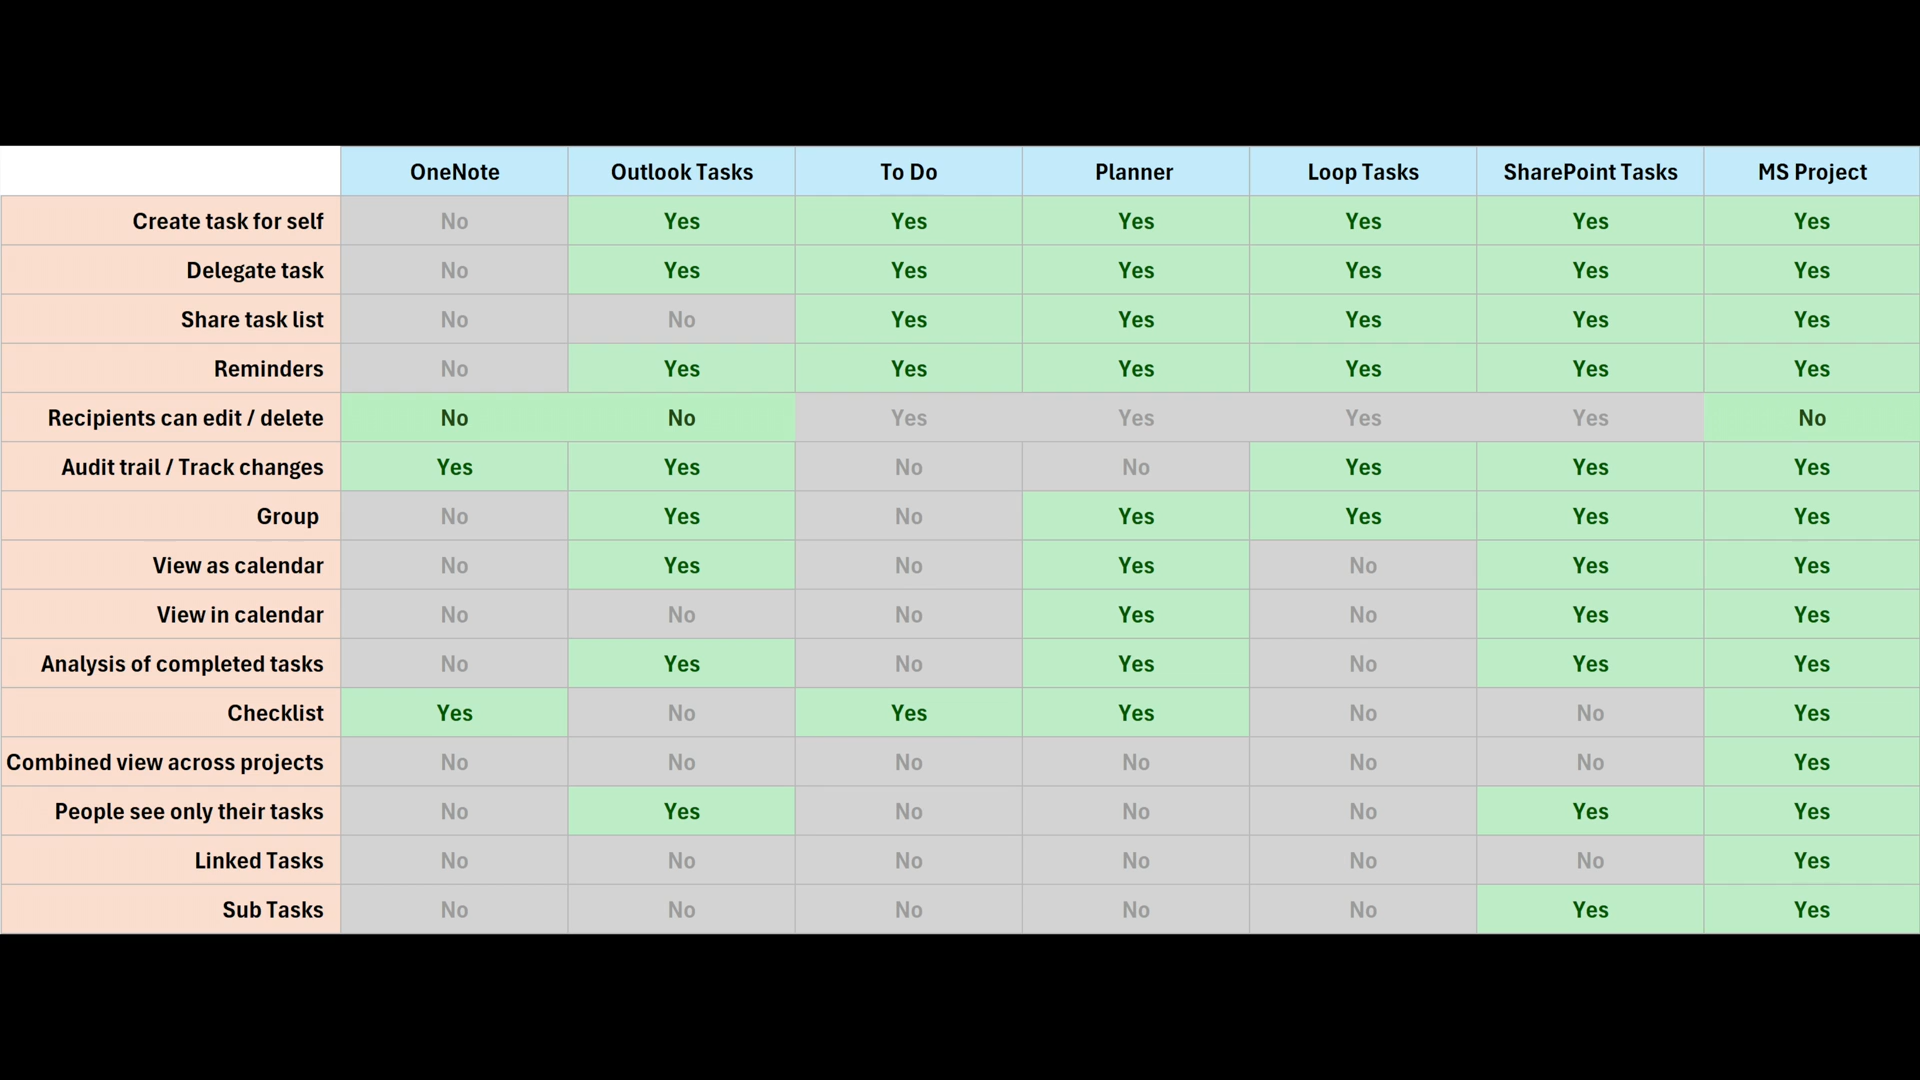 OneNote Outlook Tasks To Do Planner Loop Tasks SharePoint Tasks MS Project
Create task for self No Yes Yes Yes Yes Yes Yes
Delegate task No Yes Yes Yes Yes Yes Yes
Share task list No No Yes Yes Yes Yes Yes
Reminders No Yes Yes Yes Yes Yes Yes
Recipients can edit / delete No No Yes Yes Yes Yes No
Audit trail / Track changes Yes Yes No No Yes Yes Yes
Group No Yes No Yes Yes Yes Yes
View as calendar No Yes No Yes No Yes Yes
View in calendar No No No Yes No Yes Yes
Analysis of completed tasks No Yes No Yes No Yes Yes
Checklist Yes No Yes Yes No No Yes
Combined view across projects No No No No No No Yes
People see only their tasks No Yes No No No Yes Yes
Linked Tasks No No No No No No Yes
Sub Tasks No No No No No Yes Yes